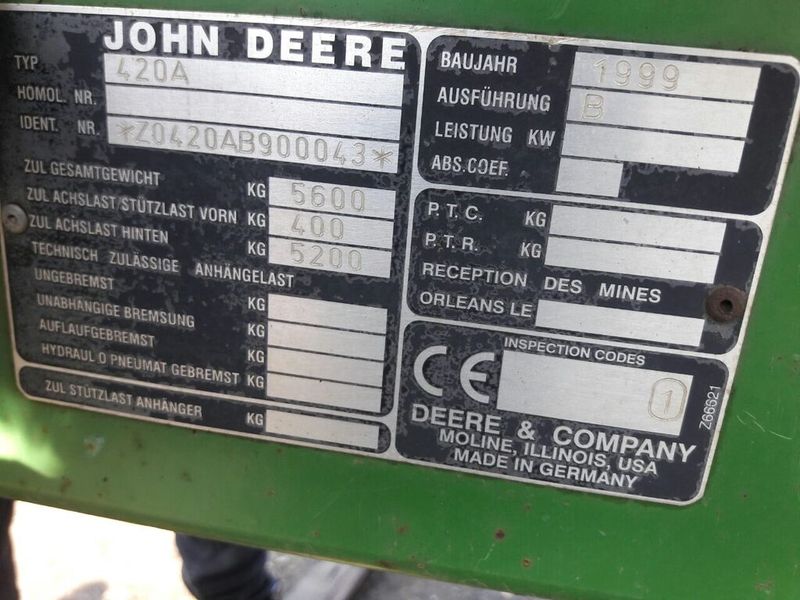 JOHN DEERE
TYP 420A
HOMOL. NR.
IDENT. NR. *Z0420AB900043*
ZUL GESAMTGEWICHT KG 5600
ZUL ACHSLAST/STÜTZLAST VORN KG 400
ZUL ACHSLAST HINTEN KG 5200
TECHNISCH ZULÄSSIGE ANHÄNGELAST
UNGEBREMST KG
UNABHÄNGIGE BREMSUNG KG
AUFLAUFGEBREMST KG
HYDRAUL O PNEUMAT GEBREMST KG
ZUL STÜTZLAST ANHÄNGER KG
BAUJAHR 1999
AUSFÜHRUNG B
LEISTUNG KW
ABS.COEF.
P.T.C. KG
P.T.R. KG
RECEPTION DES MINES
ORLEANS LE
INSPECTION CODES
CE 1
DEERE & COMPANY
MOLINE, ILLINOIS, USA
MADE IN GERMANY
Z66621